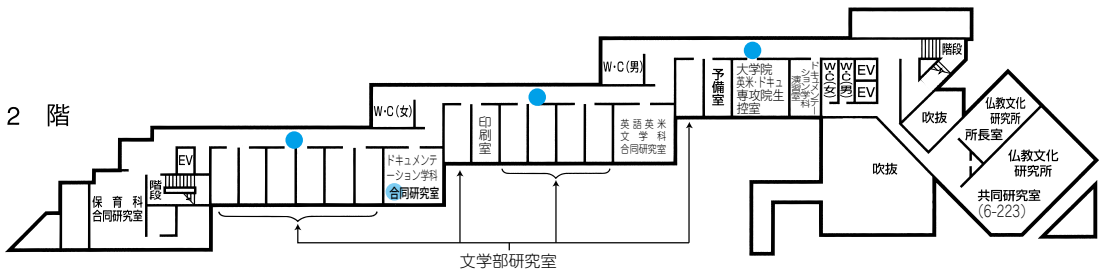 2 階
EV
階段
保育科
合同研究室
W・C(女)
ドキュメンテ
ーション学科
合同研究室
印刷室
英語英米
文学科
合同研究室
W・C(男)
予備室
大学院
英米・ドキュ
専攻院生
控室
ドキュメンテー
ション学科
演習室
W・C(女)
W・C(男)
EV
EV
階段
吹抜
吹抜
仏教文化
研究所
所長室
仏教文化
研究所
共同研究室
(6-223)
文学部研究室